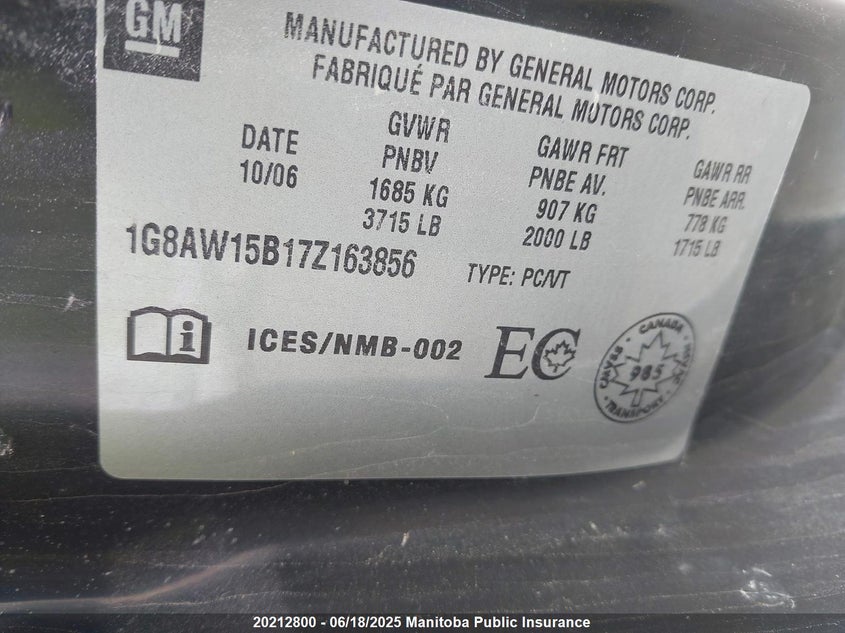 GM
MANUFACTURED BY GENERAL MOTORS CORP.
FABRIQUÉ PAR GENERAL MOTORS CORP.
DATE GVWR GAWR FRT GAWR RR
10/06 PNBV PNBE AV. PNBE ARR.
1685 KG 907 KG 778 KG
3715 LB 2000 LB 1715 LB
1G8AW15B17Z163856 TYPE: PC/VT
i ICES/NMB-002 EC
CANADA
985
TRANSPORT
20212800 - 06/18/2025 Manitoba Public Insurance